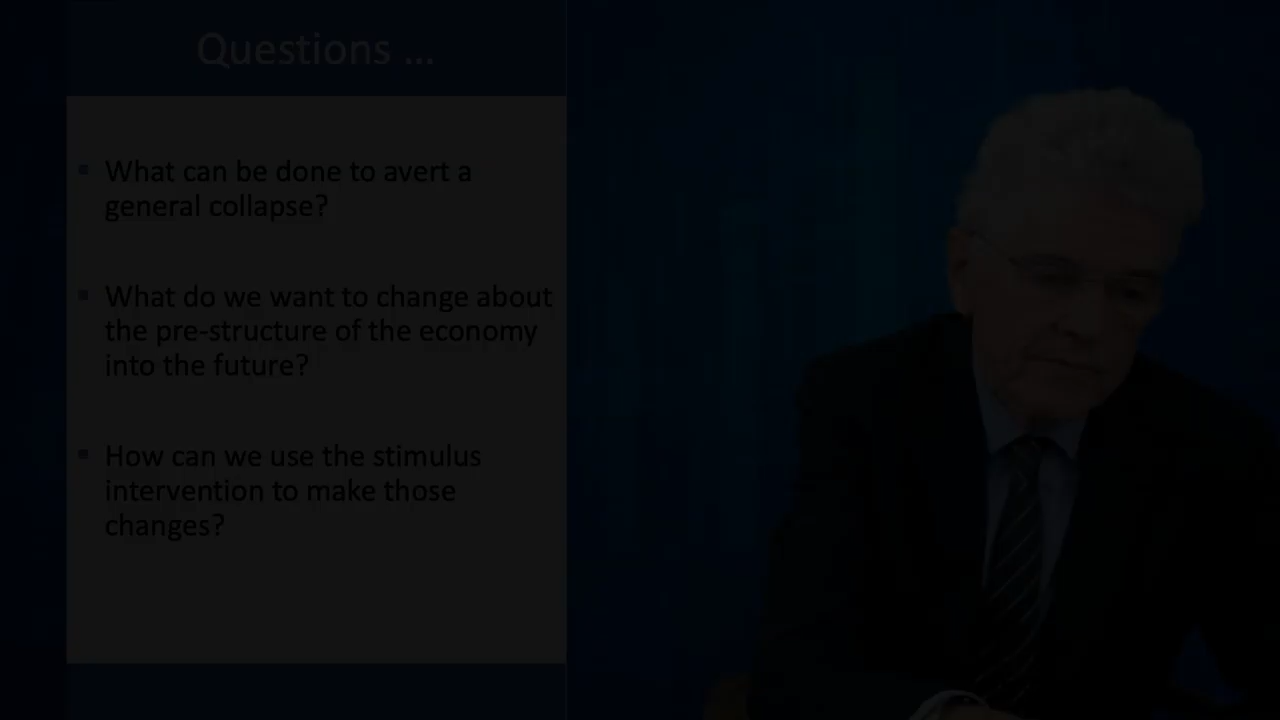 Questions ...
What can be done to avert a
general collapse?
What do we want to change about
the pre-structure of the economy
into the future?
How can we use the stimulus
intervention to make those
changes?